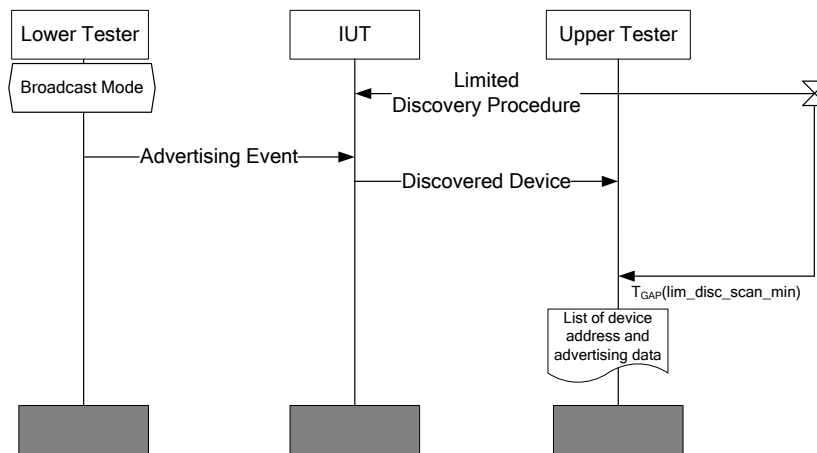 Lower Tester
IUT
Upper Tester
Broadcast Mode
Limited
Discovery Procedure
Advertising Event
Discovered Device
TGAP(lim_disc_scan_min)
List of device
address and
advertising data